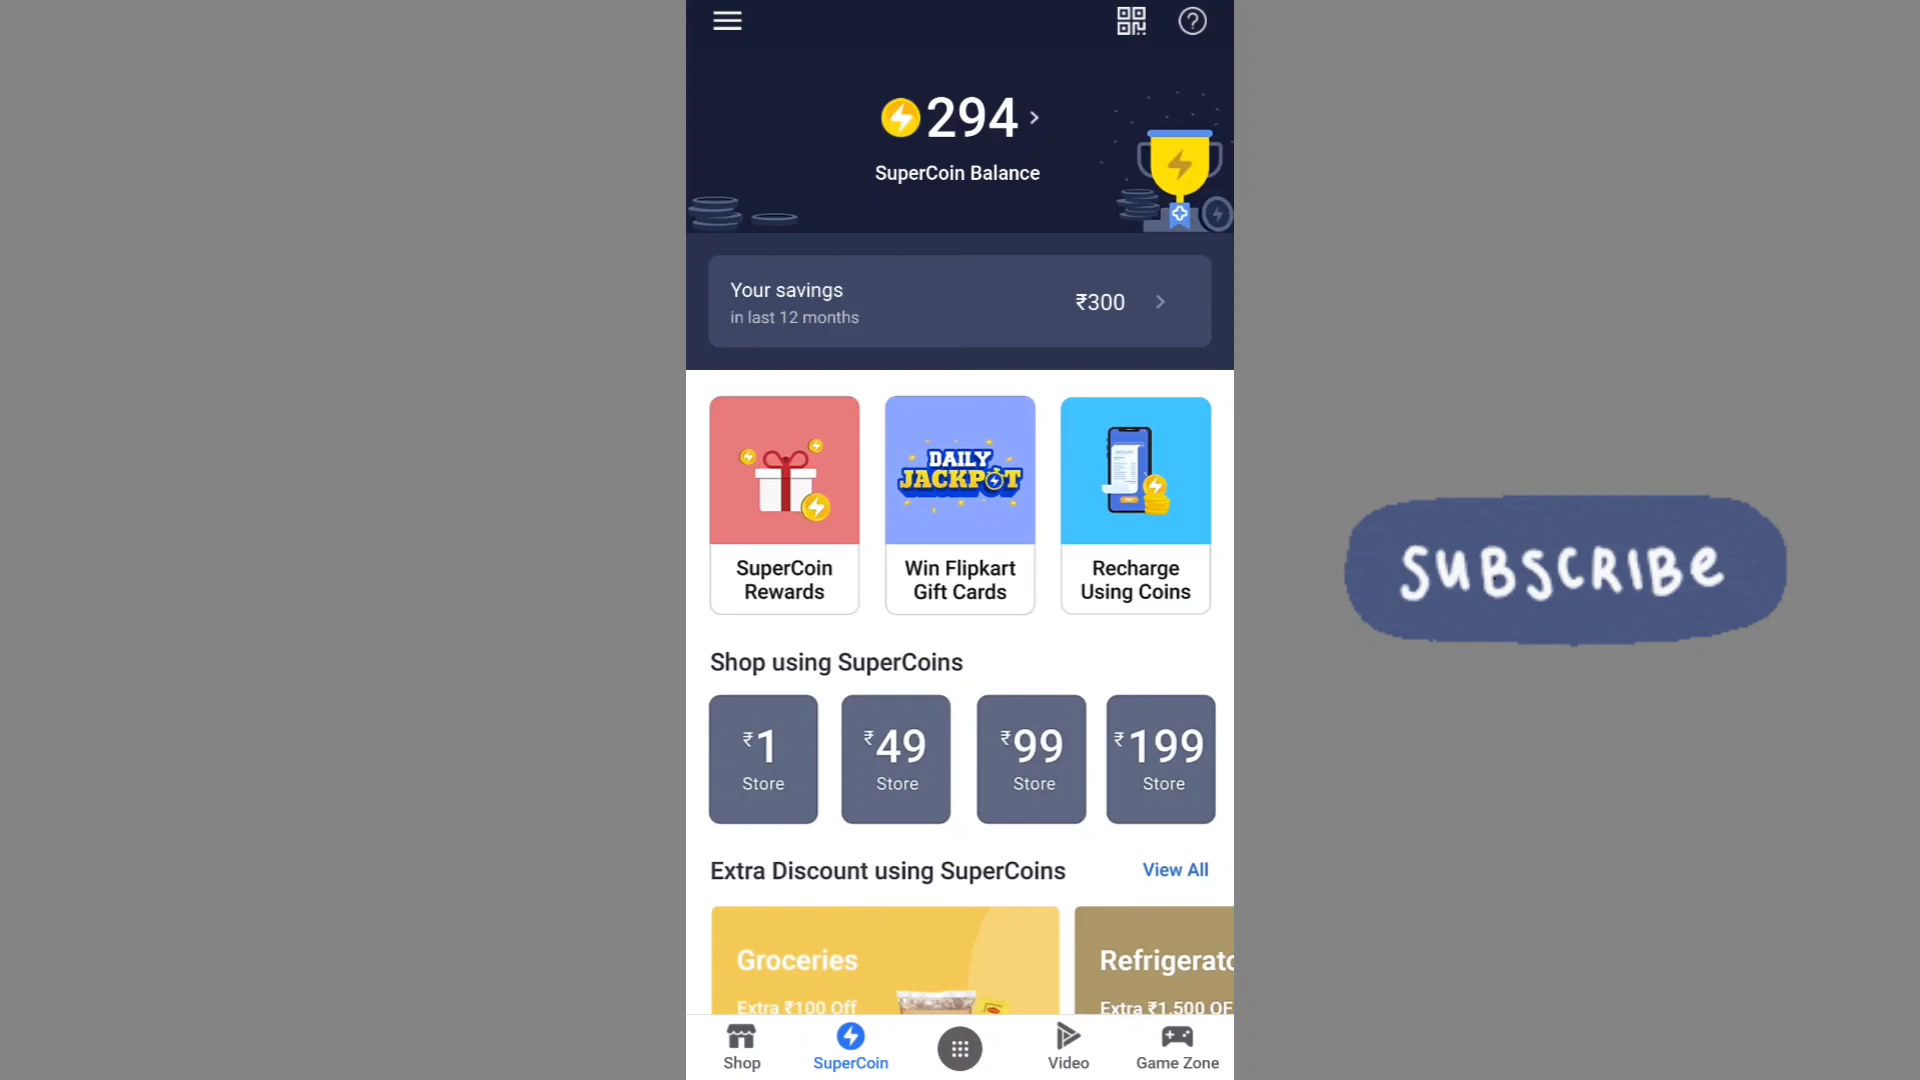 294
SuperCoin Balance
Your savings
in last 12 months
₹300
DAILY
JACKPOT
SuperCoin
Rewards
Win Flipkart
Gift Cards
Recharge
Using Coins
SUBSCRIBe
Shop using SuperCoins
₹1
Store
₹49
Store
₹99
Store
₹199
Store
Extra Discount using SuperCoins
View All
Groceries
Extra ₹100 Off
Refrigerato
Extra ₹1,500 OF
Shop
SuperCoin
Video
Game Zone